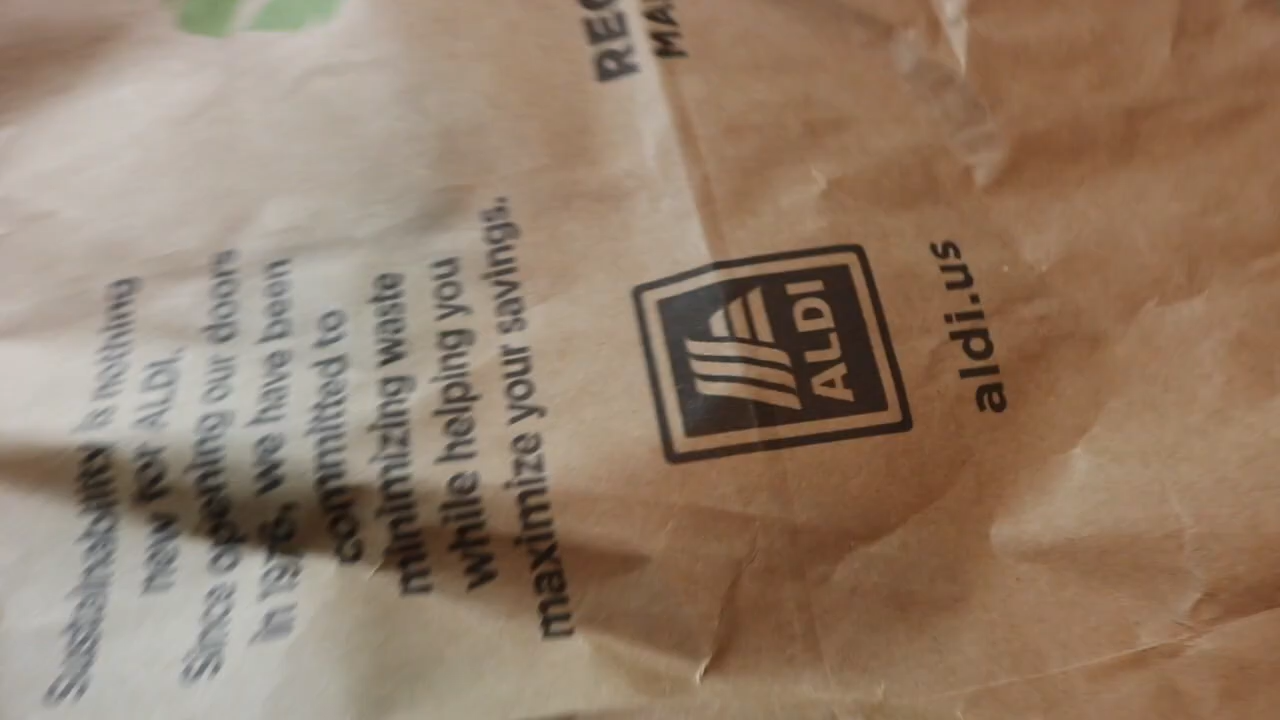 Sustainability is nothing
new for ALDI.
Since opening our doors
in 1976, we have been
committed to
minimizing waste
while helping you
maximize your savings.
ALDI
aldi.us